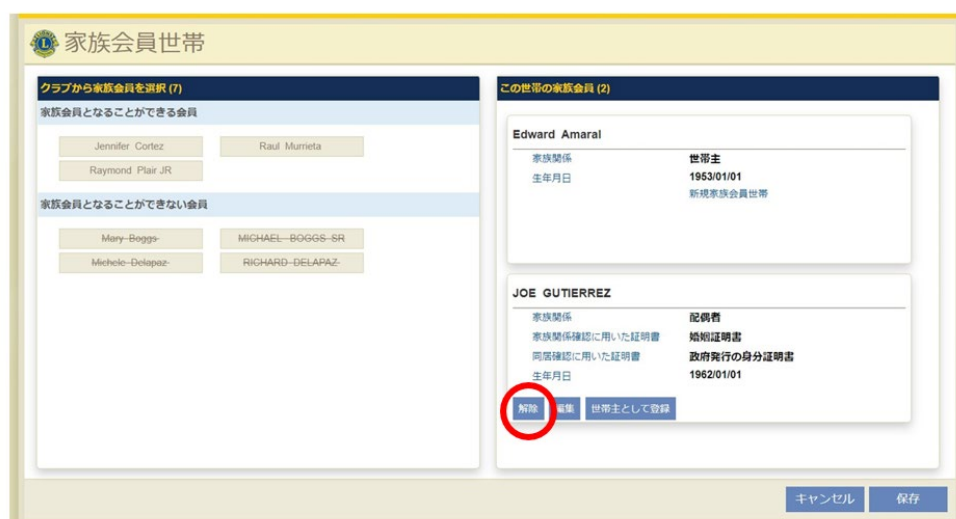 家族会員世帯
クラブから家族会員を選択 (7)
家族会員となることができる会員
Jennifer Cortez
Raul Murrieta
Raymond Plair JR
家族会員となることができない会員
Mary Boggs
MICHAEL BOGGS SR
Michele Delapaz
RICHARD DELAPAZ
この世帯の家族会員 (2)
Edward Amaral
家族関係 世帯主
生年月日 1953/01/01
新規家族会員世帯
JOE GUTIERREZ
家族関係 配偶者
家族関係確認に用いた証明書 婚姻証明書
同居確認に用いた証明書 政府発行の身分証明書
生年月日 1962/01/01
解除 編集 世帯主として登録
キャンセル 保存